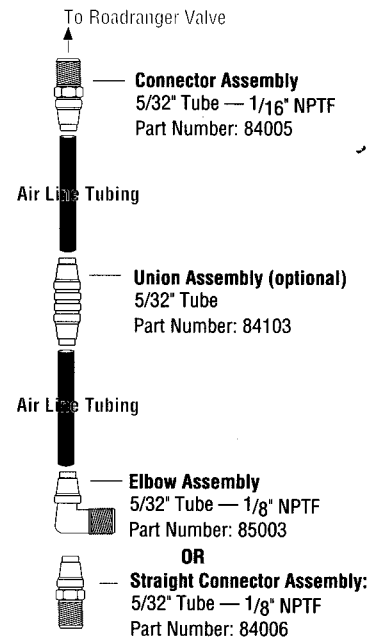 To Roadranger Valve
Connector Assembly
5/32" Tube — 1/16" NPTF
Part Number: 84005
Air Line Tubing
Union Assembly (optional)
5/32" Tube
Part Number: 84103
Air Line Tubing
Elbow Assembly
5/32" Tube — 1/8" NPTF
Part Number: 85003
OR
Straight Connector Assembly:
5/32" Tube — 1/8" NPTF
Part Number: 84006